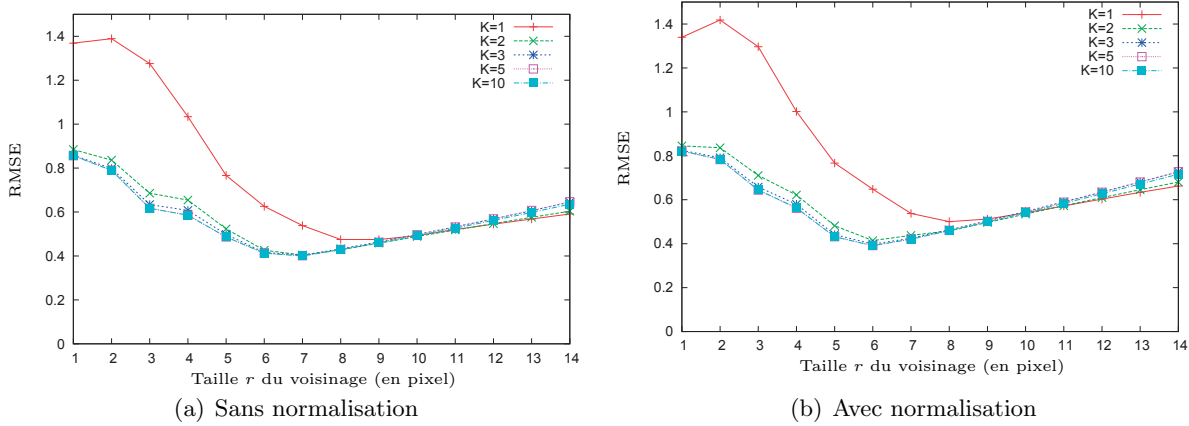 K=1
K=2
K=3
K=5
K=10
1.4
1.2
1
0.8
0.6
0.4
0.2
0
RMSE
1 2 3 4 5 6 7 8 9 10 11 12 13 14
Taille r du voisinage (en pixel)
(a) Sans normalisation
K=1
K=2
K=3
K=5
K=10
1.4
1.2
1
0.8
0.6
0.4
0.2
0
RMSE
1 2 3 4 5 6 7 8 9 10 11 12 13 14
Taille r du voisinage (en pixel)
(b) Avec normalisation